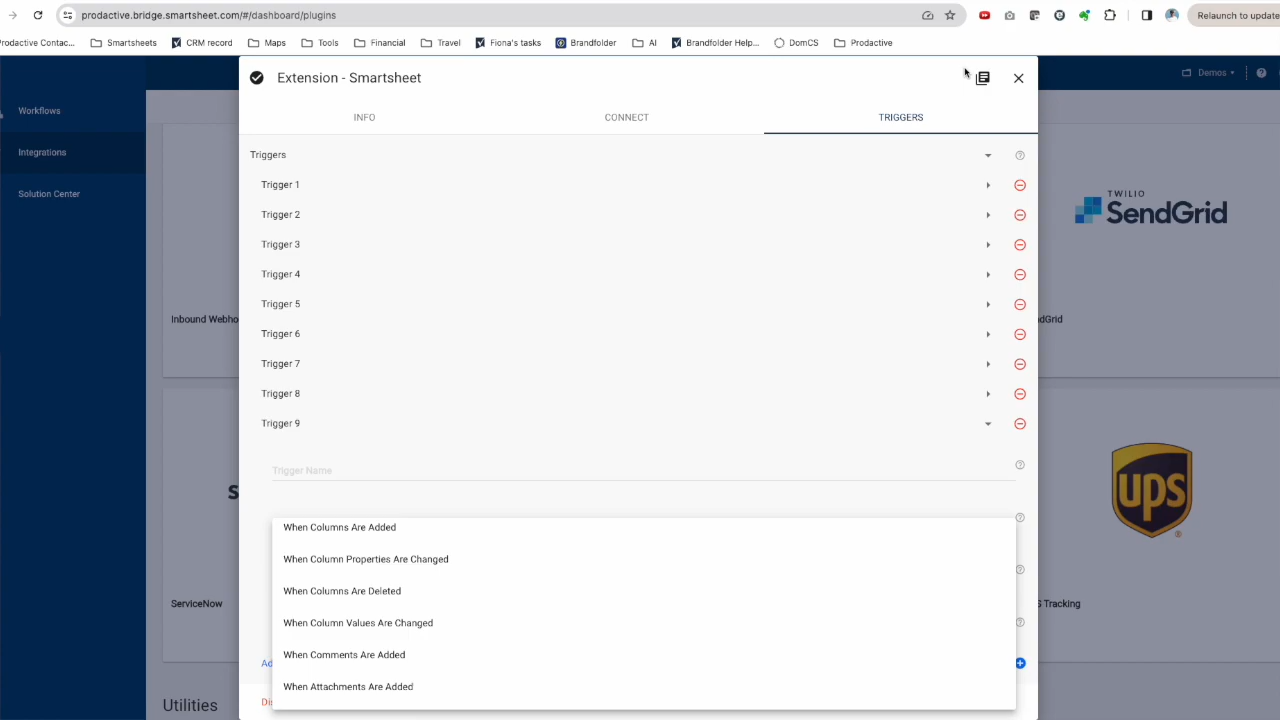 prodactive.bridge.smartsheet.com/#/dashboard/plugins
Relaunch to update
Prodactive Contac...
Smartsheets
CRM record
Maps
Tools
Financial
Travel
Fiona's tasks
Brandfolder
AI
Brandfolder Help...
DomCS
Prodactive
Extension - Smartsheet
Demos
Workflows
Integrations
Solution Center
INFO
CONNECT
TRIGGERS
Triggers
Trigger 1
Trigger 2
Trigger 3
Trigger 4
Trigger 5
Trigger 6
Trigger 7
Trigger 8
Trigger 9
Trigger Name
When Columns Are Added
When Column Properties Are Changed
When Columns Are Deleted
When Column Values Are Changed
When Comments Are Added
When Attachments Are Added
Ad
Dis
Inbound Webho
S
ServiceNow
TWILIO
SendGrid
dGrid
ups
S Tracking
Utilities